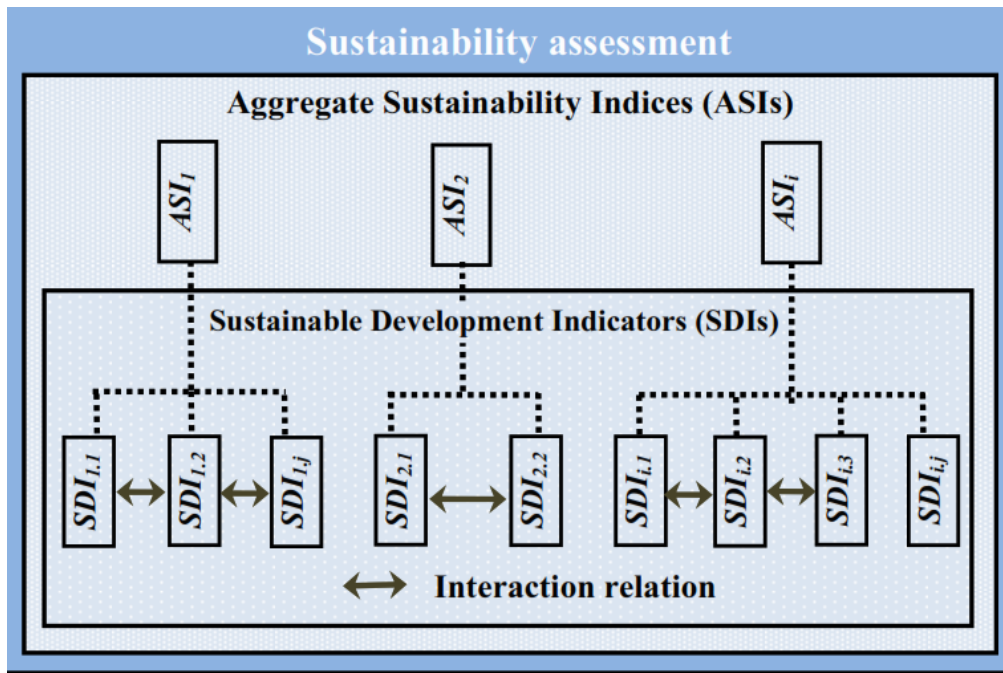 Sustainability assessment
Aggregate Sustainability Indices (ASIs)
ASI₁
ASI₂
ASIᵢ
Sustainable Development Indicators (SDIs)
SDI₁.₁
SDI₁.₂
SDI₁.ⱼ
SDI₂.₁
SDI₂.₂
SDIᵢ.₁
SDIᵢ.₂
SDIᵢ.₃
SDIᵢ.ⱼ
Interaction relation